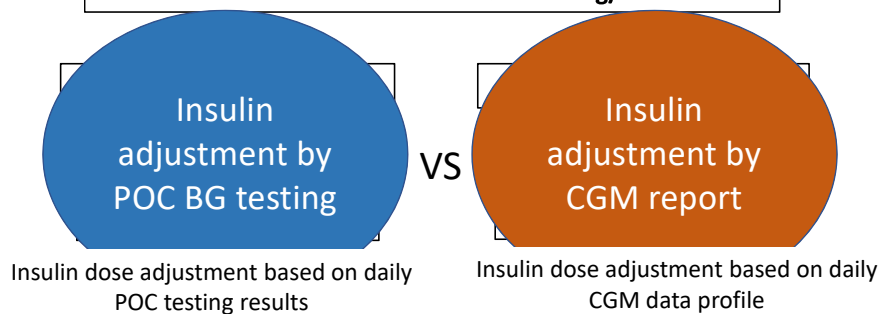 Insulin
adjustment by
POC BG testing
VS
Insulin
adjustment by
CGM report
Insulin dose adjustment based on daily
POC testing results
Insulin dose adjustment based on daily
CGM data profile